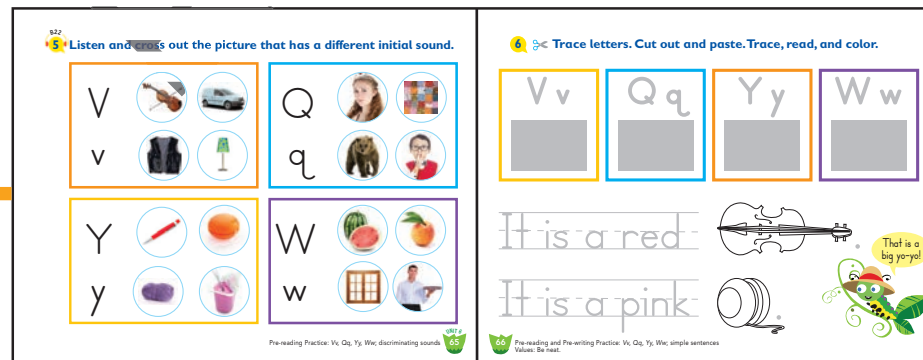 B22
5 Listen and cross out the picture that has a different initial sound.
V
v
Q
q
Y
y
W
w
Pre-reading Practice: Vv, Qq, Yy, Ww; discriminating sounds
UNIT 6
65
6 Trace letters. Cut out and paste. Trace, read, and color.
V v
Q q
Y y
W w
It is a red
It is a pink
That is a
big yo-yo!
66
Pre-reading and Pre-writing Practice: Vv, Qq, Yy, Ww; simple sentences
Values: Be neat.